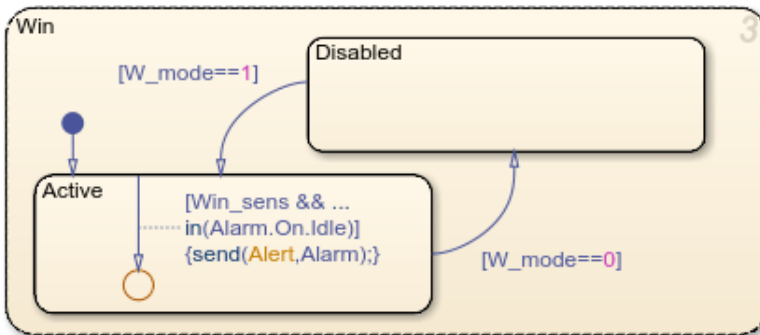 Win
3
Disabled
[W_mode==1]
Active
[Win_sens && ...
in(Alarm.On.Idle)]
{send(Alert,Alarm);}
[W_mode==0]